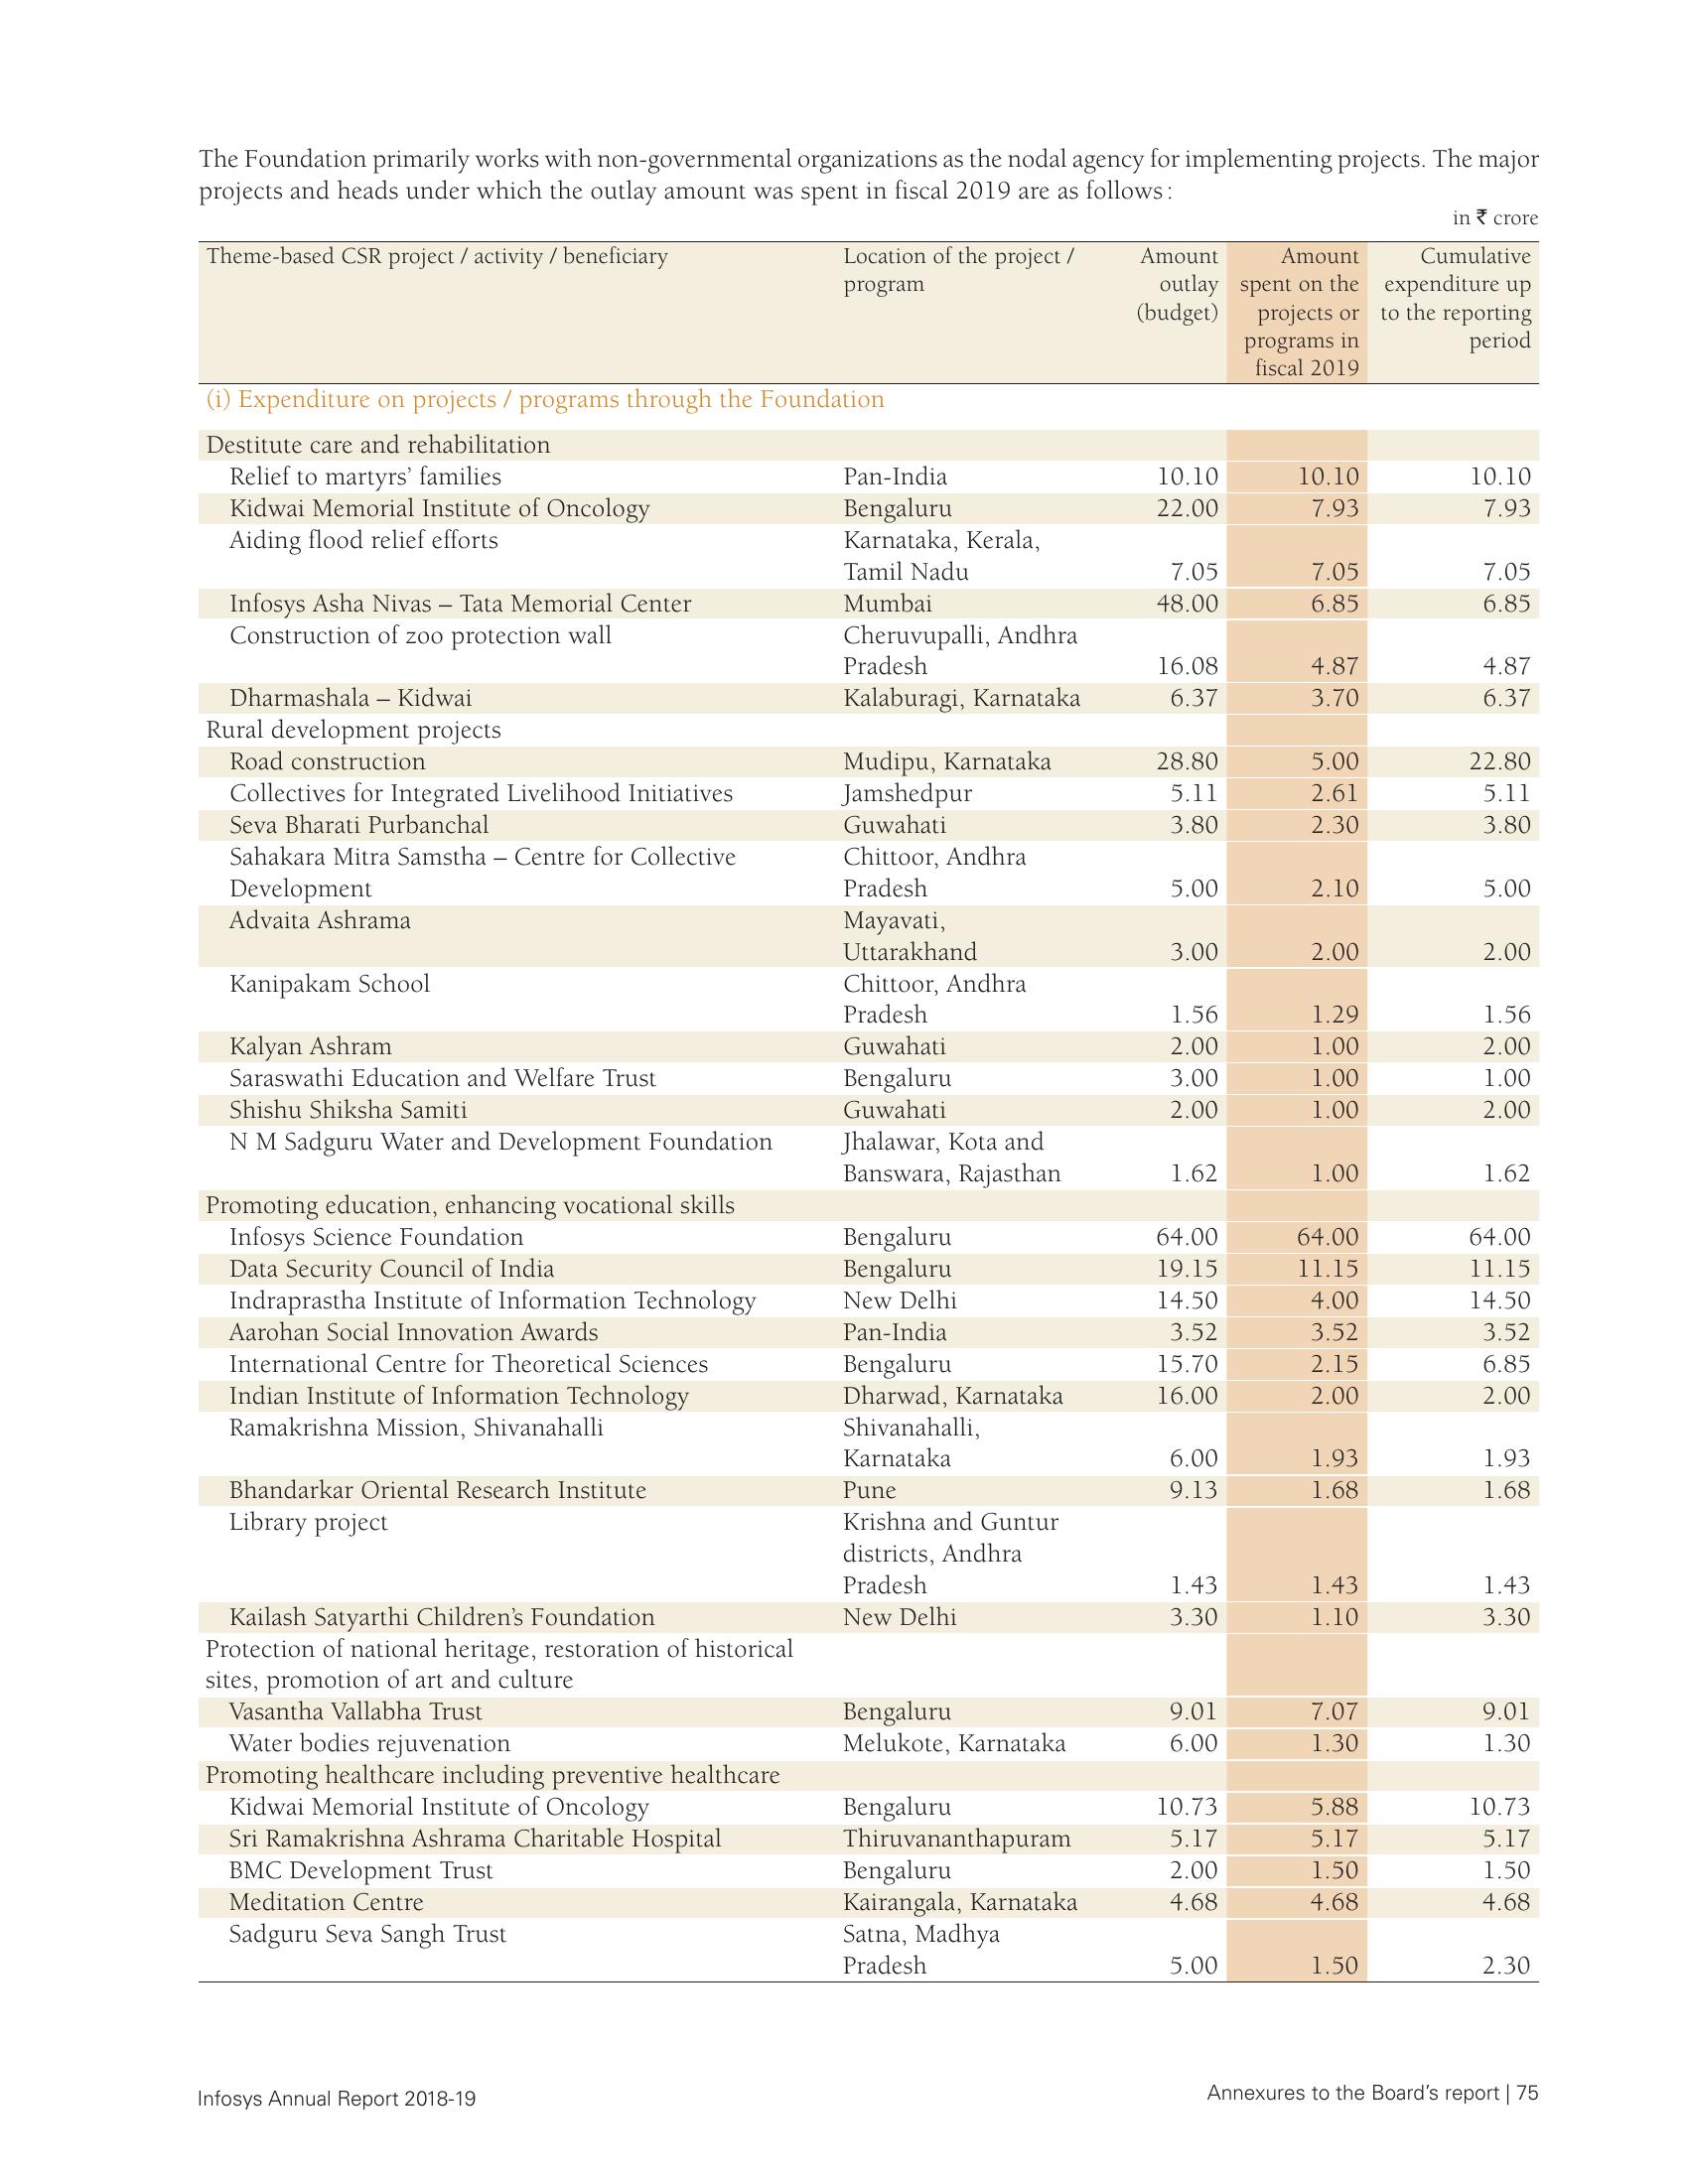 The Foundation primarily works with non-governmental organizations as the nodal agency for implementing projects. The major
projects and heads under which the outlay amount was spent in fiscal 2019 are as follows:
in ₹ crore
Theme-based CSR project / activity / beneficiary Location of the project / Amount Amount Cumulative
program outlay spent on the expenditure up
(budget) projects or to the reporting
programs in period
fiscal 2019
(i) Expenditure on projects / programs through the Foundation
Destitute care and rehabilitation
Relief to martyrs’ families Pan-India 10.10 10.10 10.10
Kidwai Memorial Institute of Oncology Bengaluru 22.00 7.93 7.93
Aiding flood relief efforts Karnataka, Kerala,
Tamil Nadu 7.05 7.05 7.05
Infosys Asha Nivas – Tata Memorial Center Mumbai 48.00 6.85 6.85
Construction of zoo protection wall Cheruvupalli, Andhra
Pradesh 16.08 4.87 4.87
Dharmashala – Kidwai Kalaburagi, Karnataka 6.37 3.70 6.37
Rural development projects
Road construction Mudipu, Karnataka 28.80 5.00 22.80
Collectives for Integrated Livelihood Initiatives Jamshedpur 5.11 2.61 5.11
Seva Bharati Purbanchal Guwahati 3.80 2.30 3.80
Sahakara Mitra Samstha – Centre for Collective Chittoor, Andhra
Development Pradesh 5.00 2.10 5.00
Advaita Ashrama Mayavati,
Uttarakhand 3.00 2.00 2.00
Kanipakam School Chittoor, Andhra
Pradesh 1.56 1.29 1.56
Kalyan Ashram Guwahati 2.00 1.00 2.00
Saraswathi Education and Welfare Trust Bengaluru 3.00 1.00 1.00
Shishu Shiksha Samiti Guwahati 2.00 1.00 2.00
N M Sadguru Water and Development Foundation Jhalawar, Kota and
Banswara, Rajasthan 1.62 1.00 1.62
Promoting education, enhancing vocational skills
Infosys Science Foundation Bengaluru 64.00 64.00 64.00
Data Security Council of India Bengaluru 19.15 11.15 11.15
Indraprastha Institute of Information Technology New Delhi 14.50 4.00 14.50
Aarohan Social Innovation Awards Pan-India 3.52 3.52 3.52
International Centre for Theoretical Sciences Bengaluru 15.70 2.15 6.85
Indian Institute of Information Technology Dharwad, Karnataka 16.00 2.00 2.00
Ramakrishna Mission, Shivanahalli Shivanahalli,
Karnataka 6.00 1.93 1.93
Bhandarkar Oriental Research Institute Pune 9.13 1.68 1.68
Library project Krishna and Guntur
districts, Andhra
Pradesh 1.43 1.43 1.43
Kailash Satyarthi Children’s Foundation New Delhi 3.30 1.10 3.30
Protection of national heritage, restoration of historical
sites, promotion of art and culture
Vasantha Vallabha Trust Bengaluru 9.01 7.07 9.01
Water bodies rejuvenation Melukote, Karnataka 6.00 1.30 1.30
Promoting healthcare including preventive healthcare
Kidwai Memorial Institute of Oncology Bengaluru 10.73 5.88 10.73
Sri Ramakrishna Ashrama Charitable Hospital Thiruvananthapuram 5.17 5.17 5.17
BMC Development Trust Bengaluru 2.00 1.50 1.50
Meditation Centre Kairangala, Karnataka 4.68 4.68 4.68
Sadguru Seva Sangh Trust Satna, Madhya
Pradesh 5.00 1.50 2.30
Infosys Annual Report 2018-19 Annexures to the Board’s report | 75